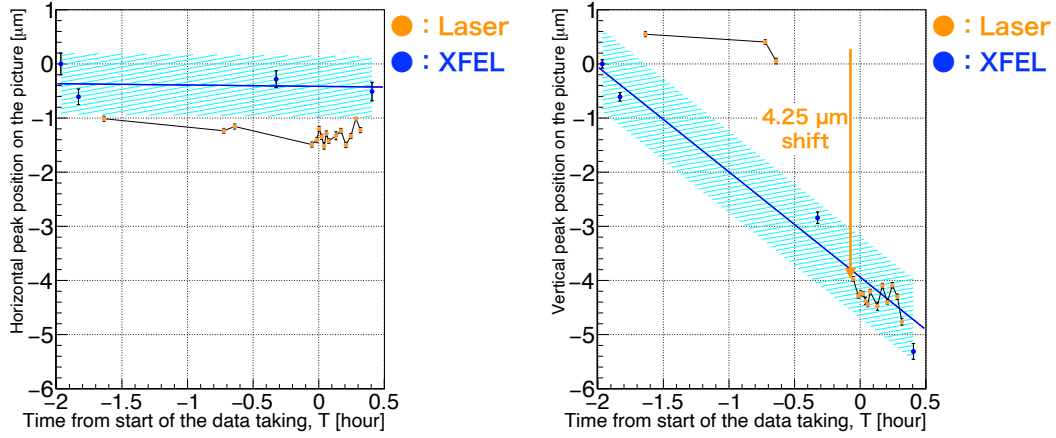 1
0
−1
−2
−3
−4
−5
−6
−2
−1.5
−1
−0.5
0
0.5
Horizontal peak position on the picture [μm]
Time from start of the data taking, T [hour]
: Laser
: XFEL
1
0
−1
−2
−3
−4
−5
−6
−2
−1.5
−1
−0.5
0
0.5
Vertical peak position on the picture [μm]
Time from start of the data taking, T [hour]
4.25 μm
shift
: Laser
: XFEL